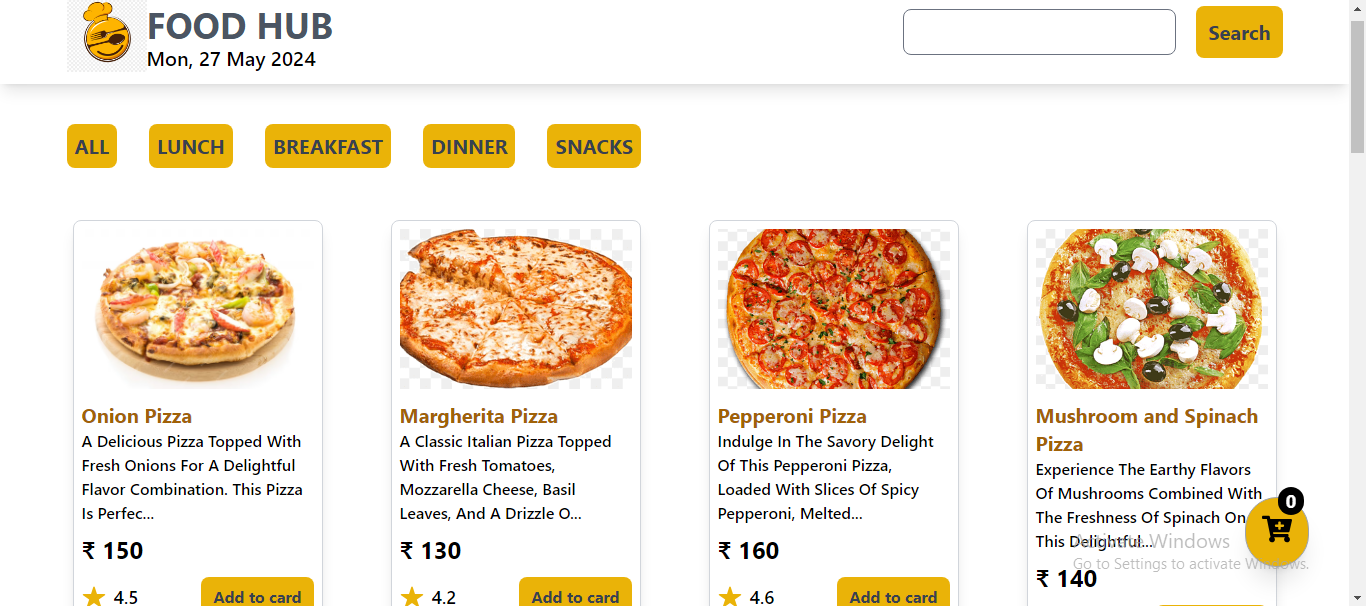 FOOD HUB
Mon, 27 May 2024
Search
ALL
LUNCH
BREAKFAST
DINNER
SNACKS
Onion Pizza
A Delicious Pizza Topped With
Fresh Onions For A Delightful
Flavor Combination. This Pizza
Is Perfec...
₹ 150
4.5
Add to card
Margherita Pizza
A Classic Italian Pizza Topped
With Fresh Tomatoes,
Mozzarella Cheese, Basil
Leaves, And A Drizzle O...
₹ 130
4.2
Add to card
Pepperoni Pizza
Indulge In The Savory Delight
Of This Pepperoni Pizza,
Loaded With Slices Of Spicy
Pepperoni, Melted...
₹ 160
4.6
Add to card
Mushroom and Spinach
Pizza
Experience The Earthy Flavors
Of Mushrooms Combined With
The Freshness Of Spinach On
This Delightful...
₹ 140
0
Activate Windows
Go to Settings to activate Windows.